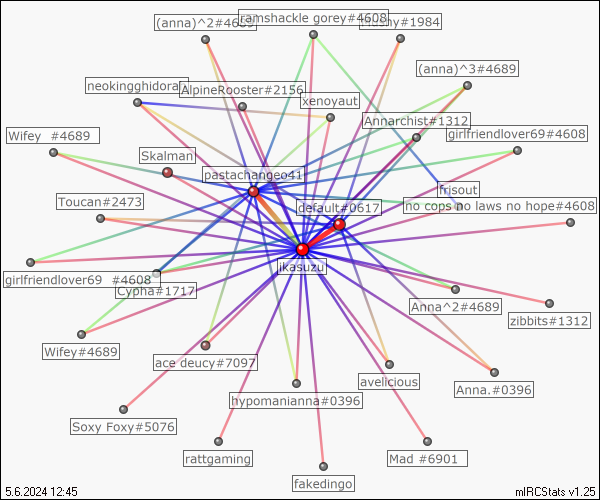 (anna)^2#4689
ramshackle gorey#4608
#1984
(anna)^3#4689
neokingghidorah
AlpineRooster#2156
xenoyaut
Annarchist#1312
girlfriendlover69#4608
Wifey #4689
Skalman
pastachangeo41
frisout
Toucan#2473
default#0617
no cops no laws no hope#4608
ikasuzu
girlfriendlover69 #4608
Cypha#1717
Anna^2#4689
zibbits#1312
Wifey#4689
ace deucy#7097
avelicious
Anna.#0396
hypomanianna#0396
Soxy Foxy#5076
rattgaming
Mad #6901
fakedingo
5.6.2024 12:45
mIRCStats v1.25